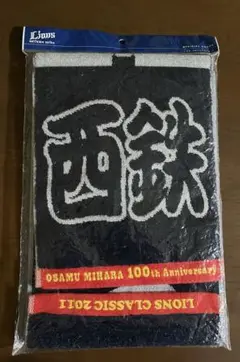 Lions
西鉄
OSAMU MIHARA 100th Anniversary
LIONS CLASSIC 2011